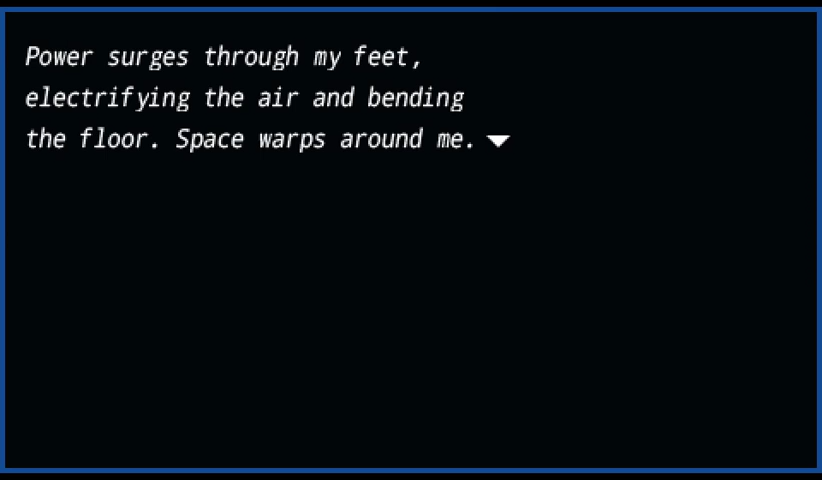 Power surges through my feet,
electrifying the air and bending
the floor. Space warps around me.